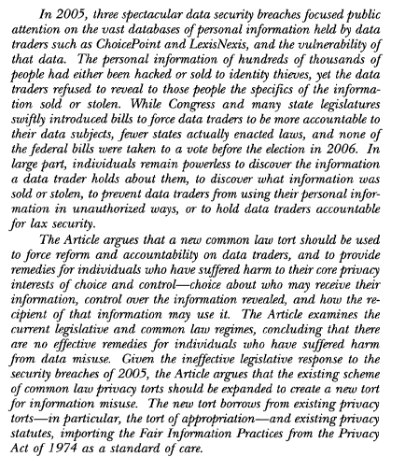 In 2005, three spectacular data security breaches focused public
attention on the vast databases of personal information held by data
traders such as ChoicePoint and LexisNexis, and the vulnerability of
that data. The personal information of hundreds of thousands of
people had either been hacked or sold to identity thieves, yet the data
traders refused to reveal to those people the specifics of the informa-
tion sold or stolen. While Congress and many state legislatures
swiftly introduced bills to force data traders to be more accountable to
their data subjects, fewer states actually enacted laws, and none of
the federal bills were taken to a vote before the election in 2006. In
large part, individuals remain powerless to discover the information
a data trader holds about them, to discover what information was
sold or stolen, to prevent data traders from using their personal infor-
mation in unauthorized ways, or to hold data traders accountable
for lax security.
The Article argues that a new common law tort should be used
to force reform and accountability on data traders, and to provide
remedies for individuals who have suffered harm to their core privacy
interests of choice and control—choice about who may receive their
information, control over the information revealed, and how the re-
cipient of that information may use it. The Article examines the
current legislative and common law regimes, concluding that there
are no effective remedies for individuals who have suffered harm
from data misuse. Given the ineffective legislative response to the
security breaches of 2005, the Article argues that the existing scheme
of common law privacy torts should be expanded to create a new tort
for information misuse. The new tort borrows from existing privacy
torts—in particular, the tort of appropriation—and existing privacy
statutes, importing the Fair Information Practices from the Privacy
Act of 1974 as a standard of care.